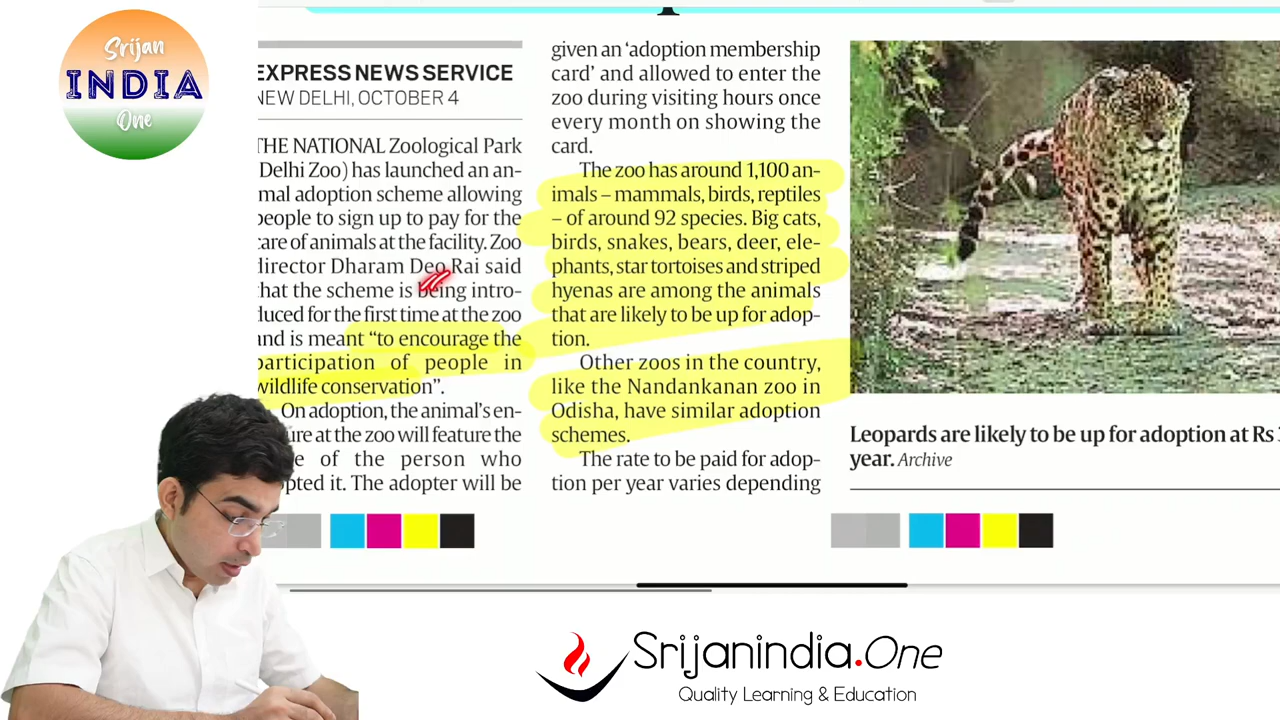 Srijan
INDIA
One
EXPRESS NEWS SERVICE
NEW DELHI, OCTOBER 4
THE NATIONAL Zoological Park
(Delhi Zoo) has launched an an-
imal adoption scheme allowing
people to sign up to pay for the
care of animals at the facility. Zoo
director Dharam Deo Rai said
that the scheme is being intro-
duced for the first time at the zoo
and is meant “to encourage the
participation of people in
wildlife conservation”.
On adoption, the animal’s en-
ure at the zoo will feature the
e of the person who
opted it. The adopter will be
given an ‘adoption membership
card’ and allowed to enter the
zoo during visiting hours once
every month on showing the
card.
The zoo has around 1,100 an-
imals – mammals, birds, reptiles
– of around 92 species. Big cats,
birds, snakes, bears, deer, ele-
phants, star tortoises and striped
hyenas are among the animals
that are likely to be up for adop-
tion.
Other zoos in the country,
like the Nandankanan zoo in
Odisha, have similar adoption
schemes.
The rate to be paid for adop-
tion per year varies depending
Leopards are likely to be up for adoption at Rs
year. Archive
Srijanindia.One
Quality Learning & Education